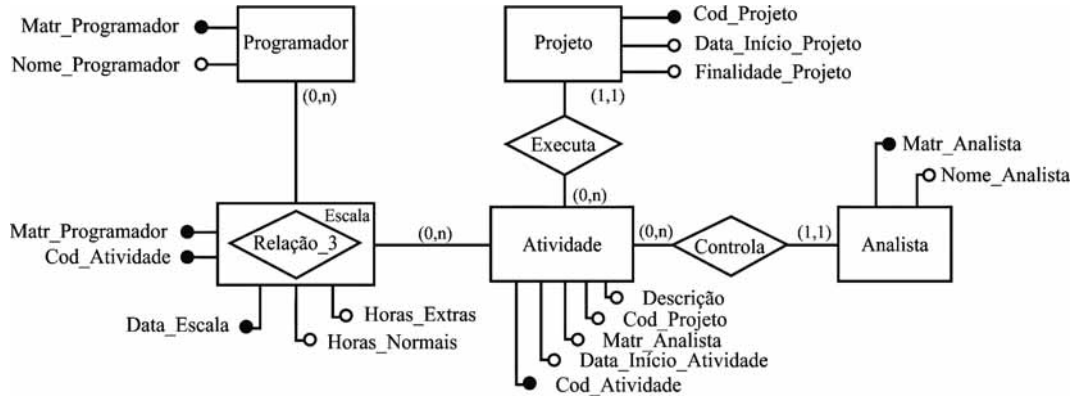 Matr_Programador
Programador
Nome_Programador
(0,n)
Projeto
Cod_Projeto
Data_Início_Projeto
Finalidade_Projeto
(1,1)
Executa
(0,n)
Matr_Analista
Nome_Analista
Matr_Programador
Cod_Atividade
Escala
Relação_3
(0,n)
Atividade
(0,n)
Controla
(1,1)
Analista
Data_Escala
Horas_Extras
Horas_Normais
Descrição
Cod_Projeto
Matr_Analista
Data_Início_Atividade
Cod_Atividade